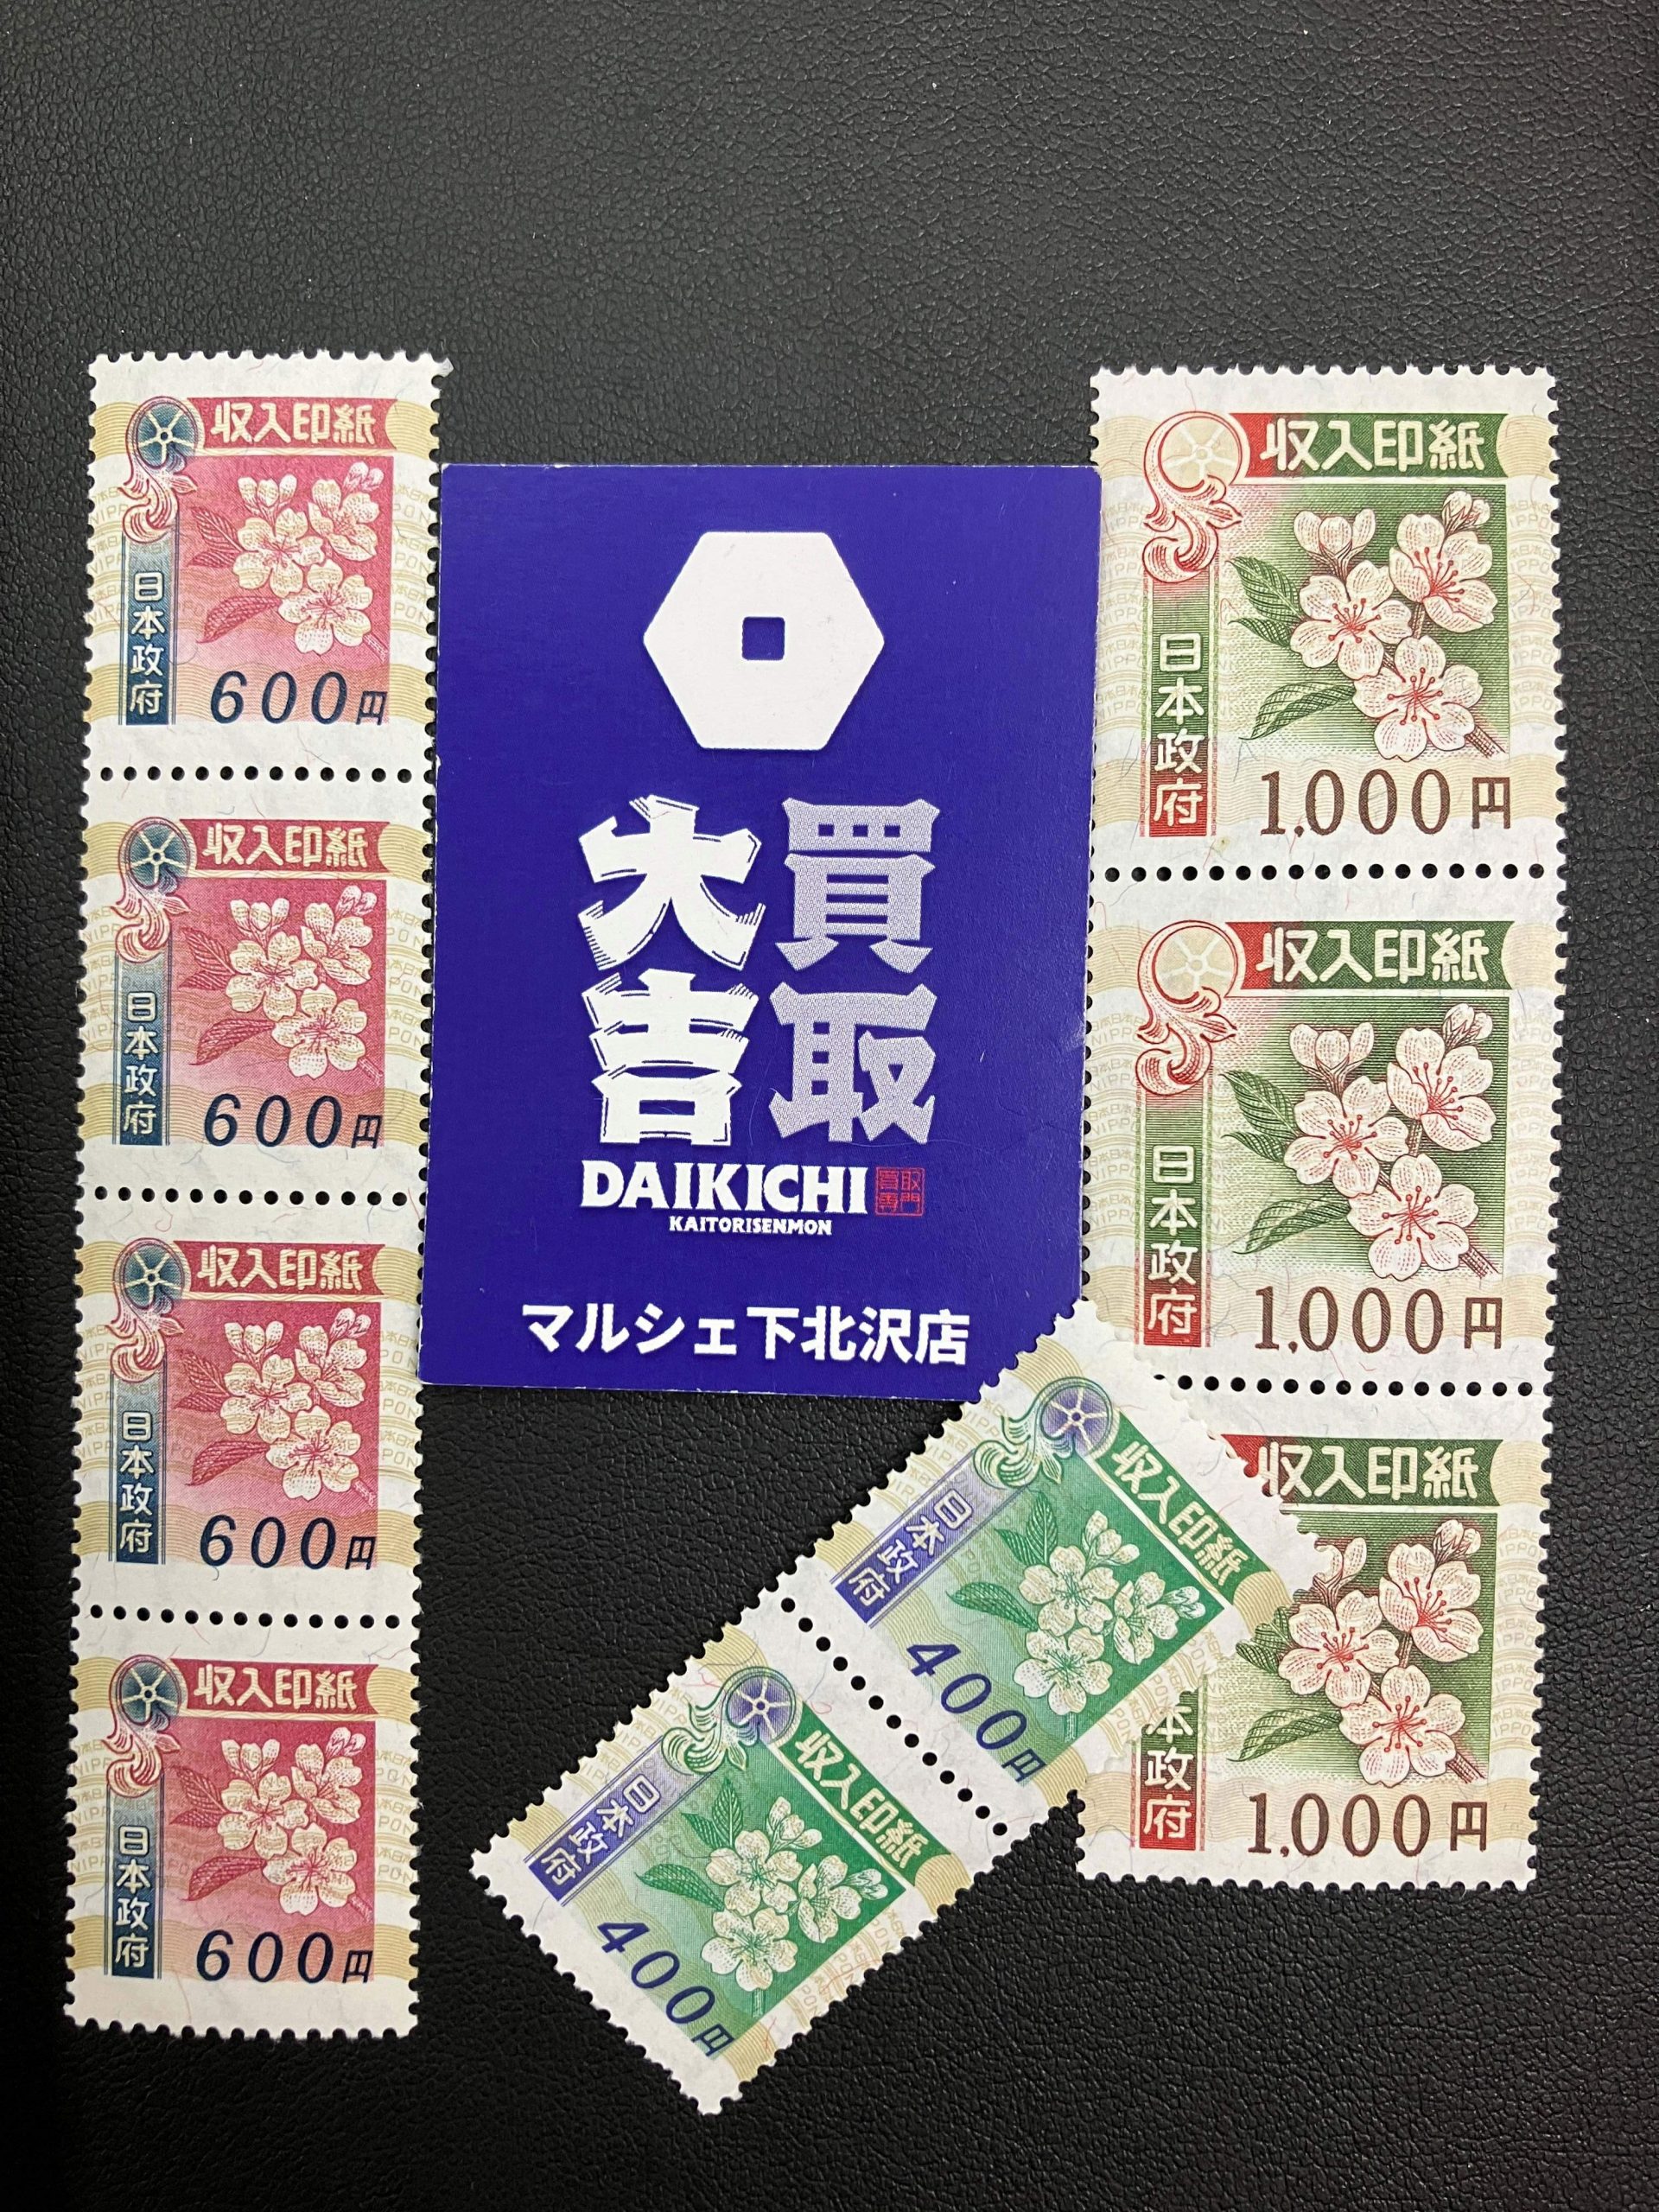 収入印紙
日本政府
600円
収入印紙
日本政府
600円
収入印紙
日本政府
600円
収入印紙
日本政府
600円
買取
大吉
DAIKICHI
買取専門
KAITORISENMON
マルシェ下北沢店
収入印紙
日本政府
400円
収入印紙
日本政府
400円
収入印紙
日本政府
1,000円
収入印紙
日本政府
1,000円
収入印紙
本政府
1,000円